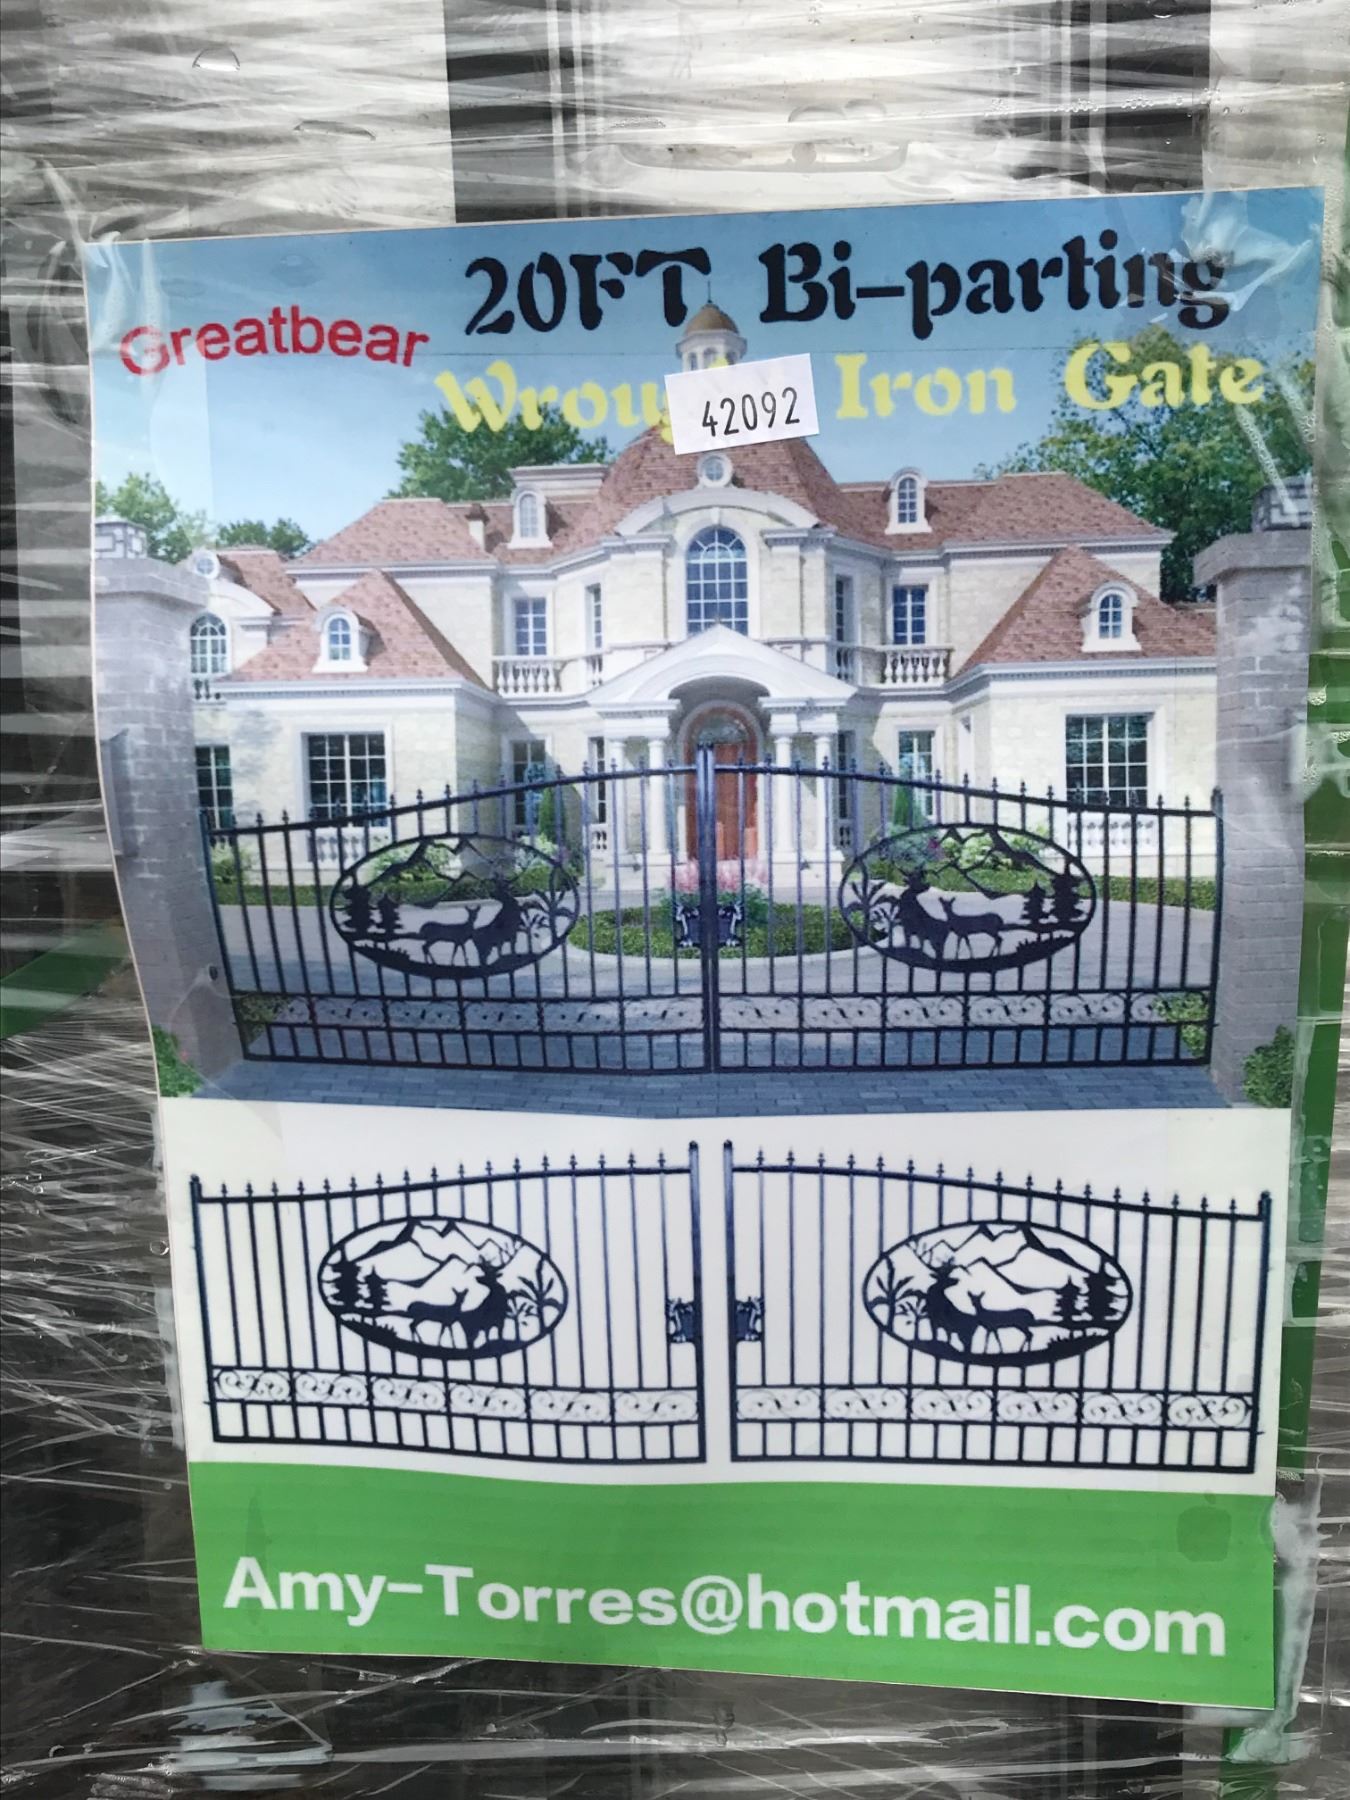 20FT Bi-parting
Greatbear
Iron Gate
42092
Amy-Torres@hotmail.com